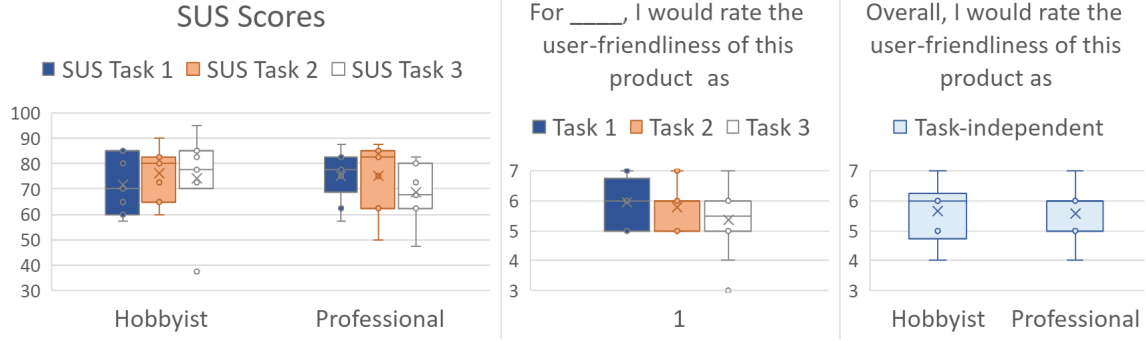 SUS Scores
SUS Task 1 SUS Task 2 SUS Task 3
100
90
80
70
60
50
40
30
Hobbyist Professional
For ____, I would rate the
user-friendliness of this
product as
Task 1 Task 2 Task 3
7
6
5
4
3
1
Overall, I would rate the
user-friendliness of this
product as
Task-independent
7
6
5
4
3
Hobbyist Professional